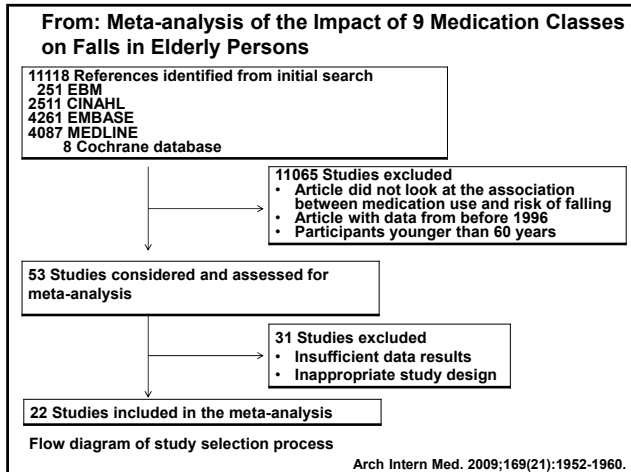 From: Meta-analysis of the Impact of 9 Medication Classes
on Falls in Elderly Persons
11118 References identified from initial search
251 EBM
2511 CINAHL
4261 EMBASE
4087 MEDLINE
8 Cochrane database
11065 Studies excluded
• Article did not look at the association
between medication use and risk of falling
• Article with data from before 1996
• Participants younger than 60 years
53 Studies considered and assessed for
meta-analysis
31 Studies excluded
• Insufficient data results
• Inappropriate study design
22 Studies included in the meta-analysis
Flow diagram of study selection process
Arch Intern Med. 2009;169(21):1952-1960.